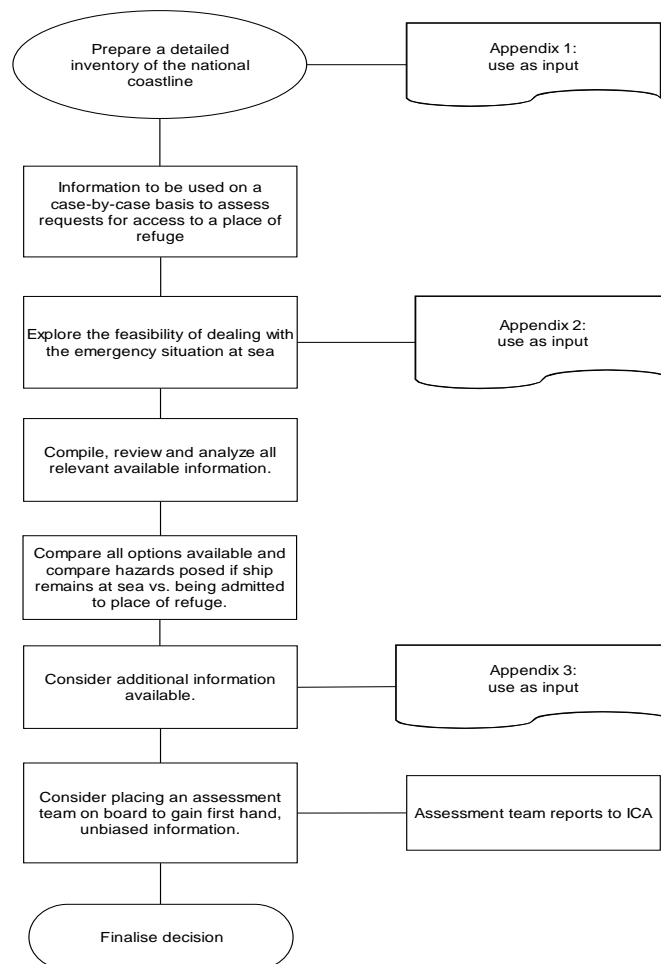 Prepare a detailed
inventory of the national
coastline
Appendix 1:
use as input
Information to be used on a
case-by-case basis to assess
requests for access to a place of
refuge
Explore the feasibility of dealing with
the emergency situation at sea
Appendix 2:
use as input
Compile, review and analyze all
relevant available information.
Compare all options available and
compare hazards posed if ship
remains at sea vs. being admitted
to place of refuge.
Consider additional information
available.
Appendix 3:
use as input
Consider placing an assessment
team on board to gain first hand,
unbiased information.
Assessment team reports to ICA
Finalise decision